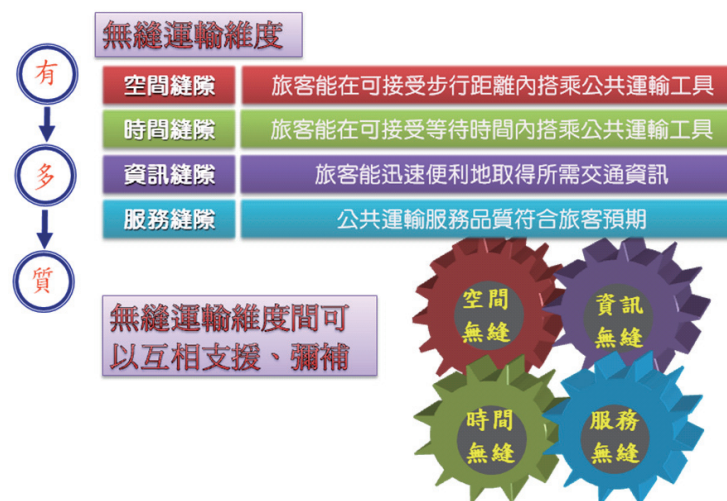 無縫運輸維度
有
多
質
空間縫隙 旅客能在可接受步行距離內搭乘公共運輸工具
時間縫隙 旅客能在可接受等待時間內搭乘公共運輸工具
資訊縫隙 旅客能迅速便利地取得所需交通資訊
服務縫隙 公共運輸服務品質符合旅客預期
無縫運輸維度間可
以互相支援、彌補
空間
無縫
資訊
無縫
時間
無縫
服務
無縫